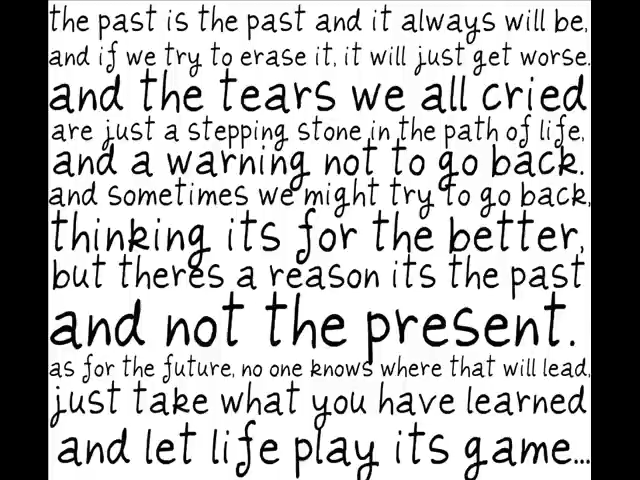 the past is the past and it always will be,
and if we try to erase it, it will just get worse.
and the tears we all cried
are just a stepping stone in the path of life,
and a warning not to go back.
and sometimes we might try to go back,
thinking its for the better,
but theres a reason its the past
and not the present.
as for the future, no one knows where that will lead,
just take what you have learned
and let life play its game...